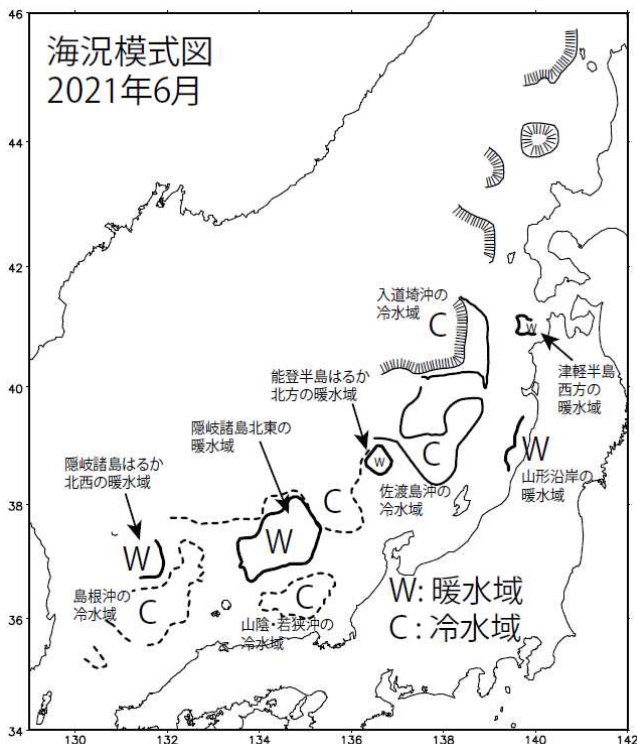 海況模式図
2021年6月
46
44
42
40
38
36
34
130
132
134
136
138
140
142
入道埼沖の
冷水域
C
W
津軽半島
西方の
暖水域
能登半島はるか
北方の暖水域
隠岐諸島北東の
暖水域
W
C
佐渡島沖の
冷水域
W
山形沿岸の
暖水域
隠岐諸島はるか
北西の暖水域
C
W
W
島根沖の
冷水域
C
C
山陰・若狭沖の
冷水域
W: 暖水域
C: 冷水域